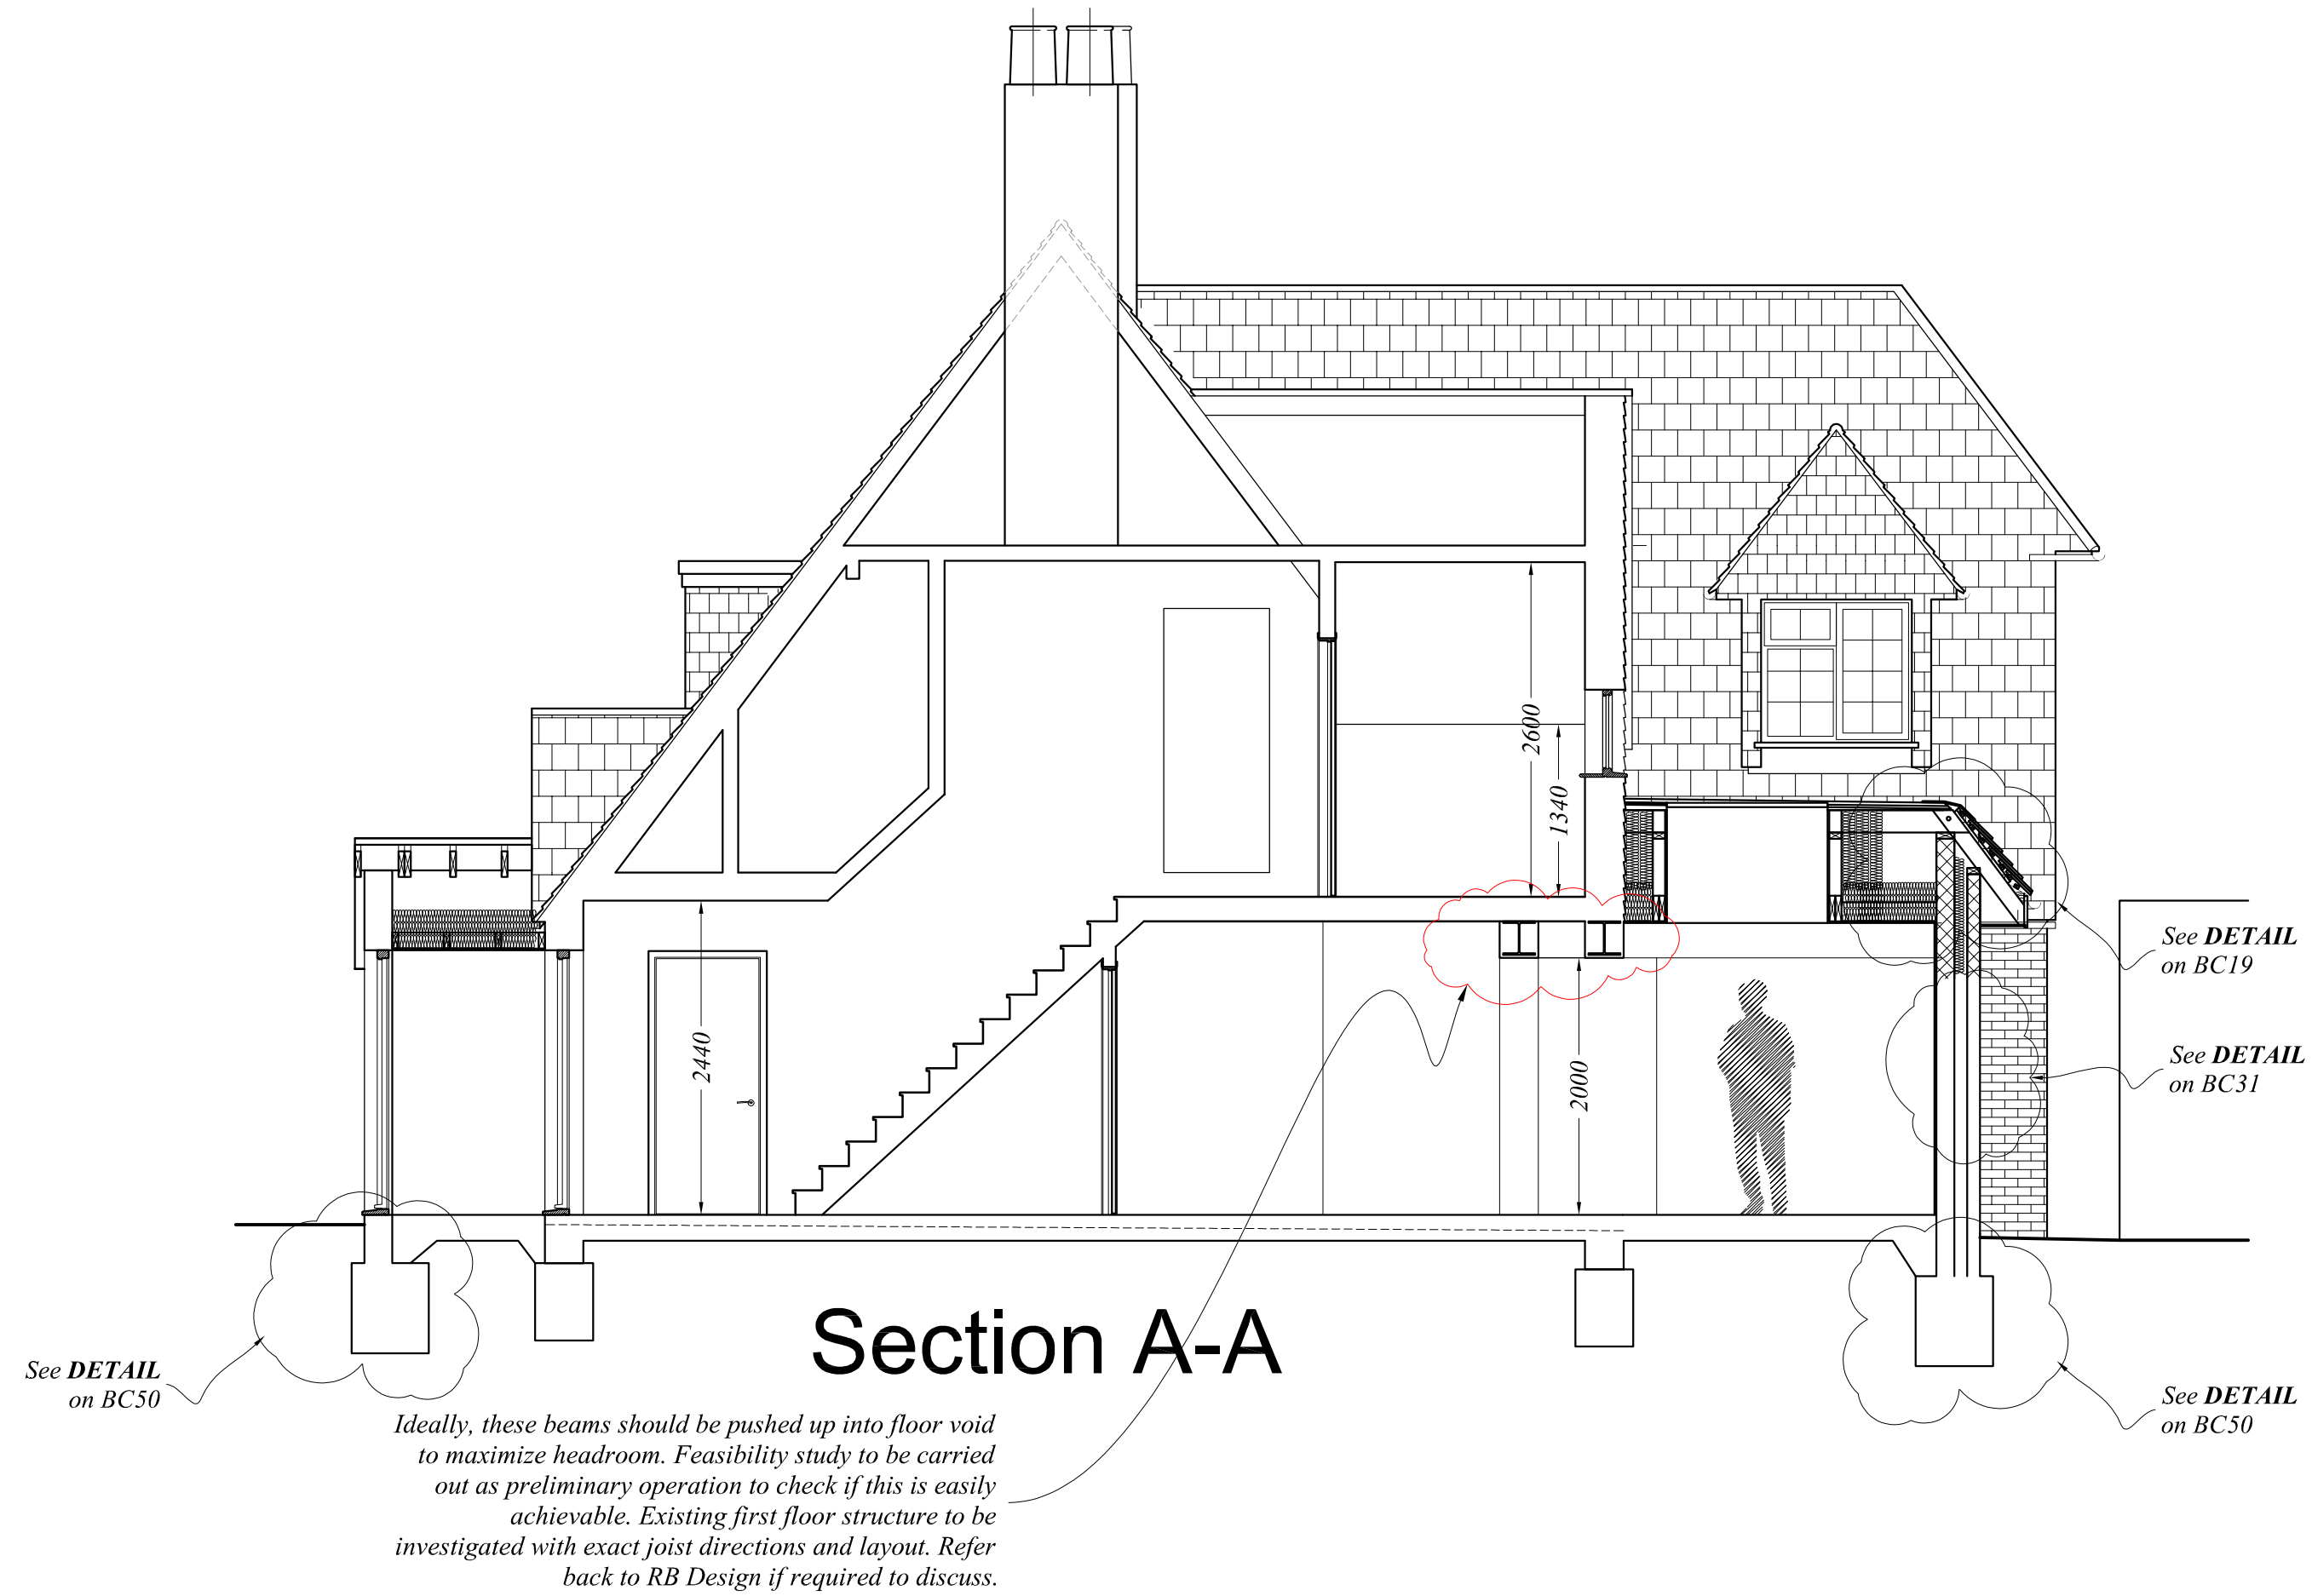 2600
1340
See DETAIL
on BC19
2440
2000
See DETAIL
on BC31
Section A-A
See DETAIL
on BC50
See DETAIL
on BC50
Ideally, these beams should be pushed up into floor void
to maximize headroom. Feasibility study to be carried
out as preliminary operation to check if this is easily
achievable. Existing first floor structure to be
investigated with exact joist directions and layout. Refer
back to RB Design if required to discuss.